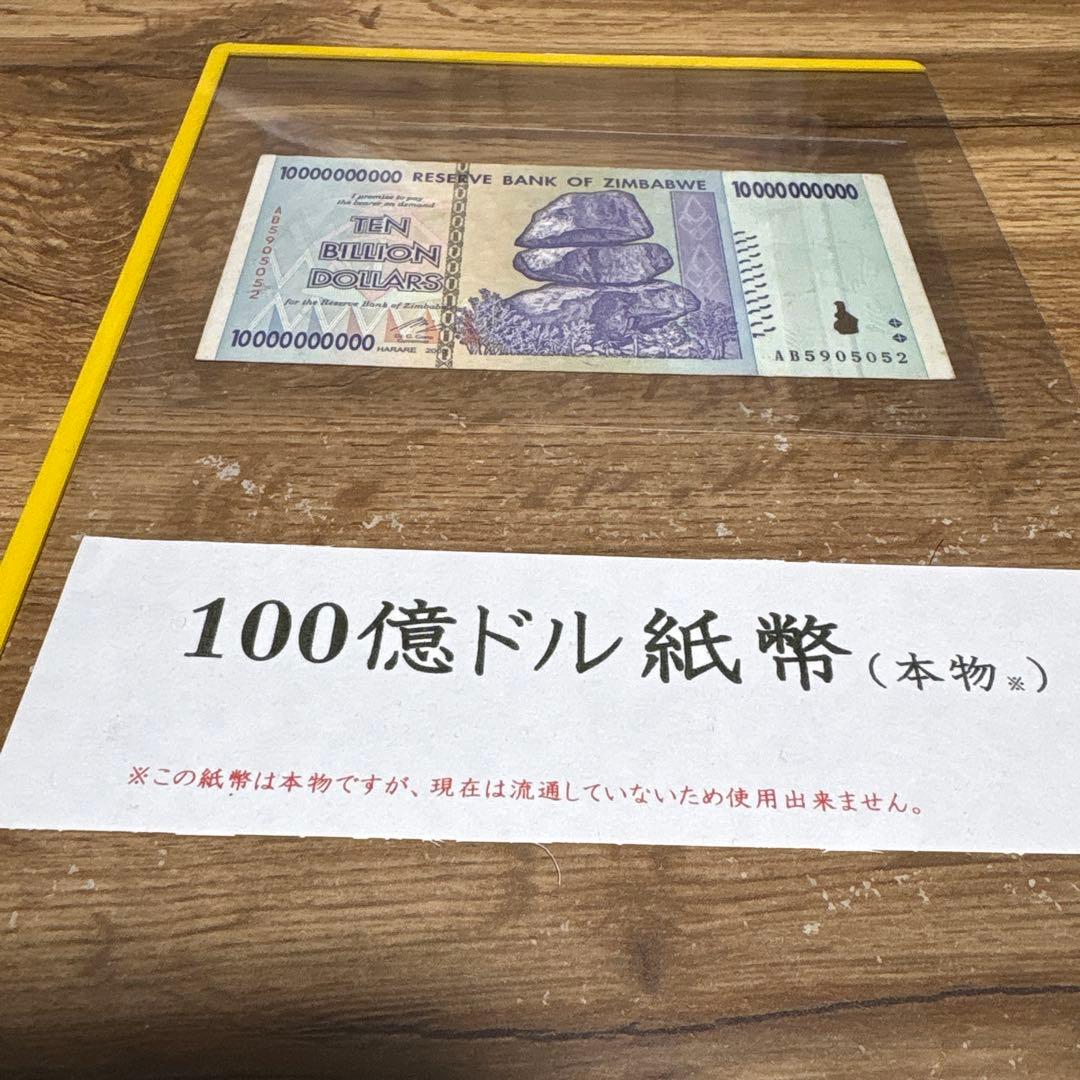 10000000000 RESERVE BANK OF ZIMBABWE 10000000000
I promise to pay
the bearer on demand
TEN
BILLION
DOLLARS
AB5905052
for the Reserve Bank of
10000000000
HARARE
AB5905052
100億ドル紙幣(本物※)
※この紙幣は本物ですが、現在は流通していないため使用出来ません。